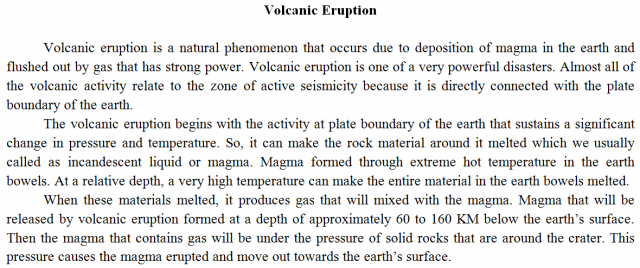 Volcanic Eruption
Volcanic eruption is a natural phenomenon that occurs due to deposition of magma in the earth and
flushed out by gas that has strong power. Volcanic eruption is one of a very powerful disasters. Almost all of
the volcanic activity relate to the zone of active seismicity because it is directly connected with the plate
boundary of the earth.
The volcanic eruption begins with the activity at plate boundary of the earth that sustains a significant
change in pressure and temperature. So, it can make the rock material around it melted which we usually
called as incandescent liquid or magma. Magma formed through extreme hot temperature in the earth
bowels. At a relative depth, a very high temperature can make the entire material in the earth bowels melted.
When these materials melted, it produces gas that will mixed with the magma. Magma that will be
released by volcanic eruption formed at a depth of approximately 60 to 160 KM below the earth's surface.
Then the magma that contains gas will be under the pressure of solid rocks that are around the crater. This
pressure causes the magma erupted and move out towards the earth's surface.